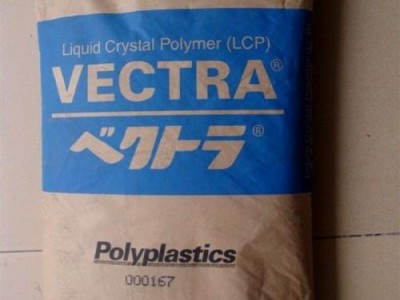 Liquid Crystal Polymer (LCP)
VECTRA®
ベクトラ®
Polyplastics
000167